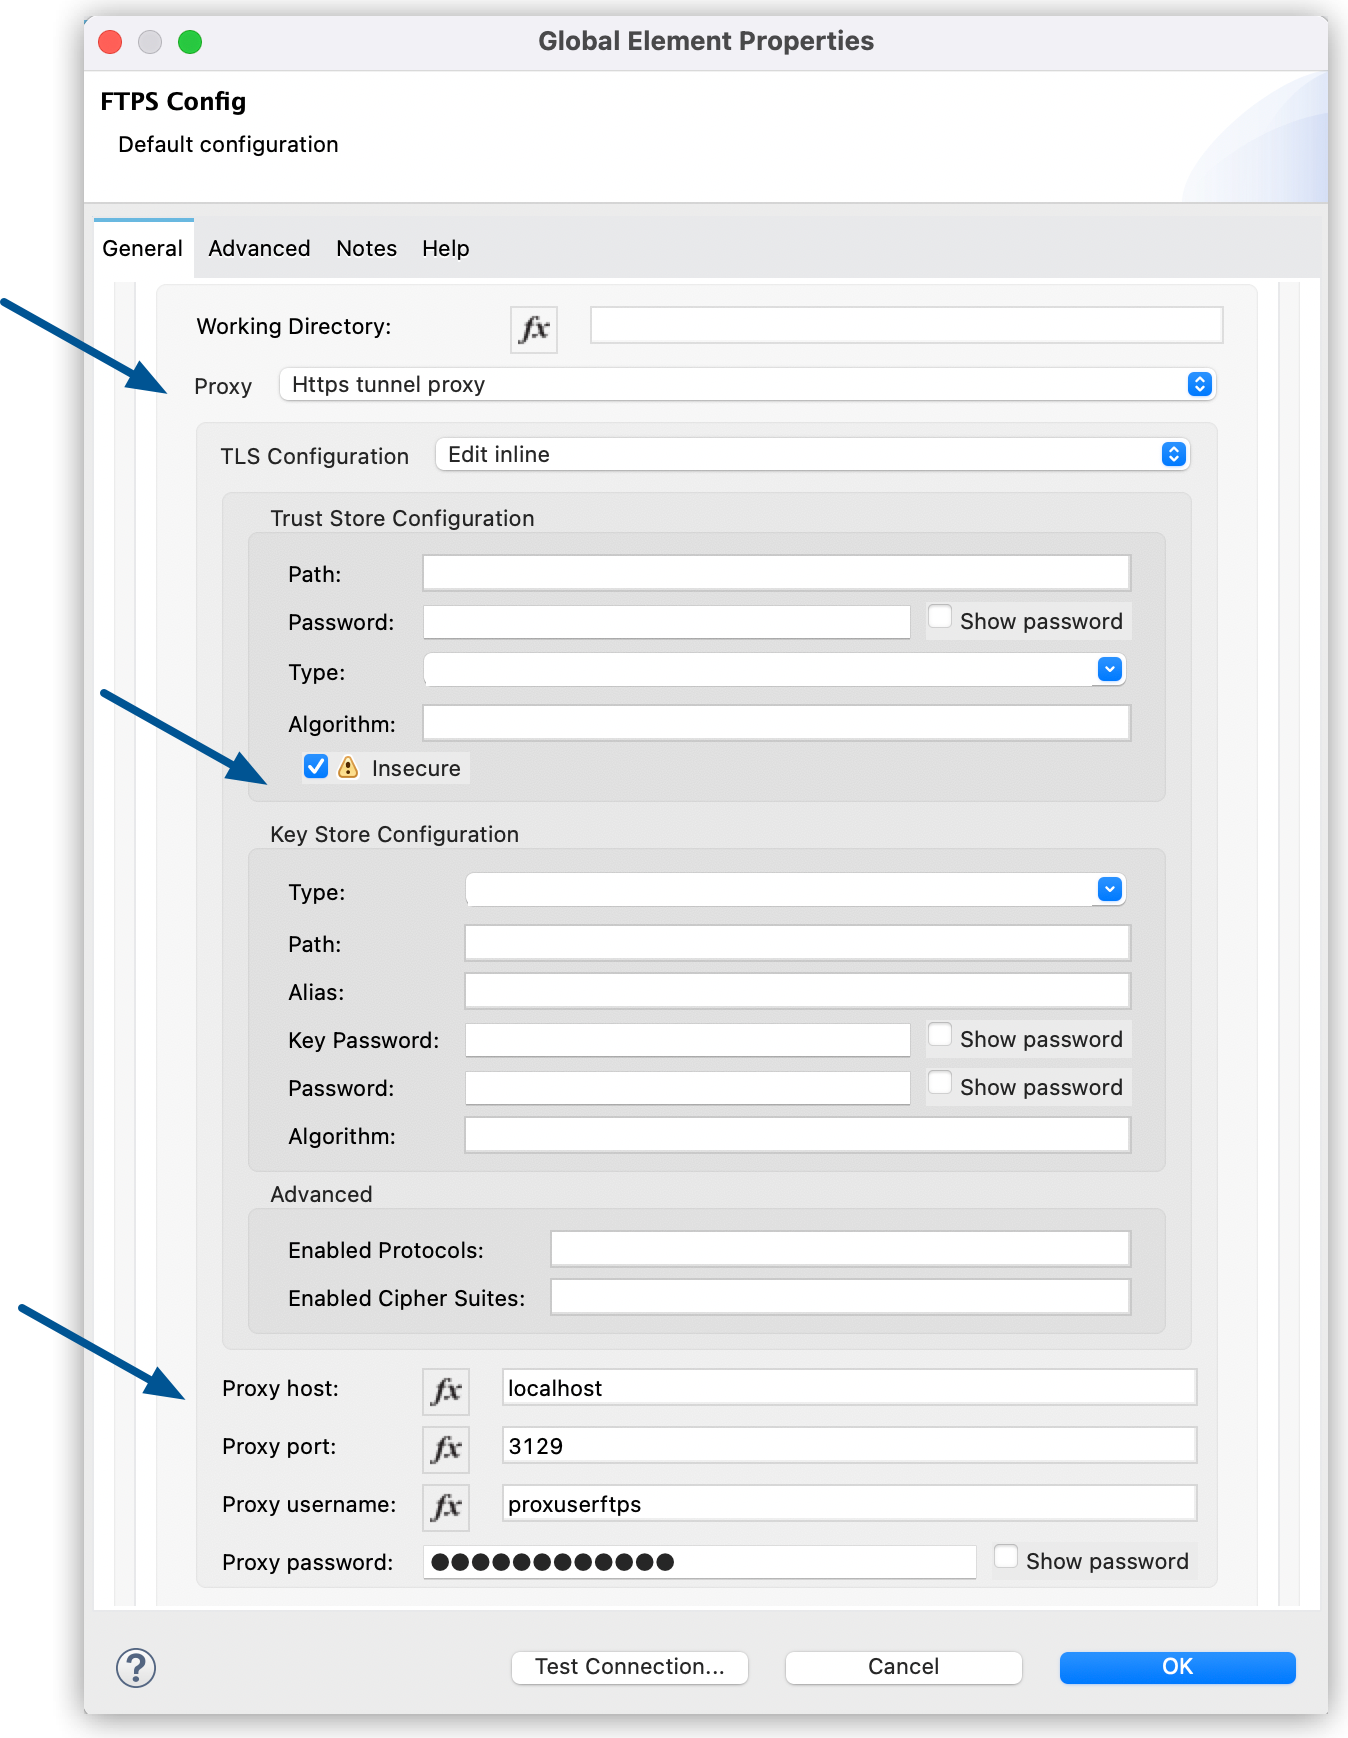 Global Element Properties
FTPS Config
Default configuration
General Advanced Notes Help
Working Directory: fx
Proxy Https tunnel proxy
TLS Configuration Edit inline
Trust Store Configuration
Path:
Password: Show password
Type:
Algorithm:
Insecure
Key Store Configuration
Type:
Path:
Alias:
Key Password: Show password
Password: Show password
Algorithm:
Advanced
Enabled Protocols:
Enabled Cipher Suites:
Proxy host: fx localhost
Proxy port: fx 3129
Proxy username: fx proxuserftps
Proxy password: ●●●●●●●●●●●● Show password
? Test Connection... Cancel OK